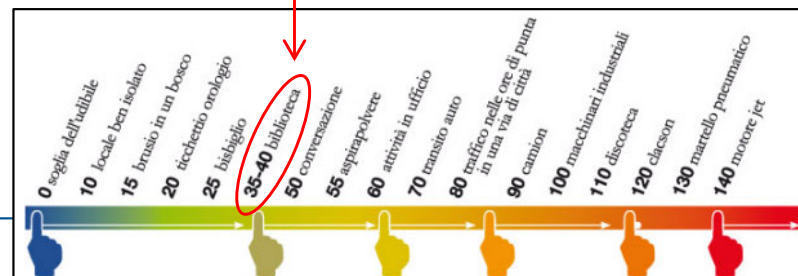 0 soglia dell'udibile
10 locale ben isolato
15 brusio in un bosco
20 ticchettio orologio
25 bisbiglio
35-40 biblioteca
50 conversazione
55 aspirapolvere
60 attività in ufficio
70 transito auto
80 traffico nelle ore di punta
in una via di città
90 camion
100 macchinari industriali
110 discoteca
120 clacson
130 martello pneumatico
140 motore jet